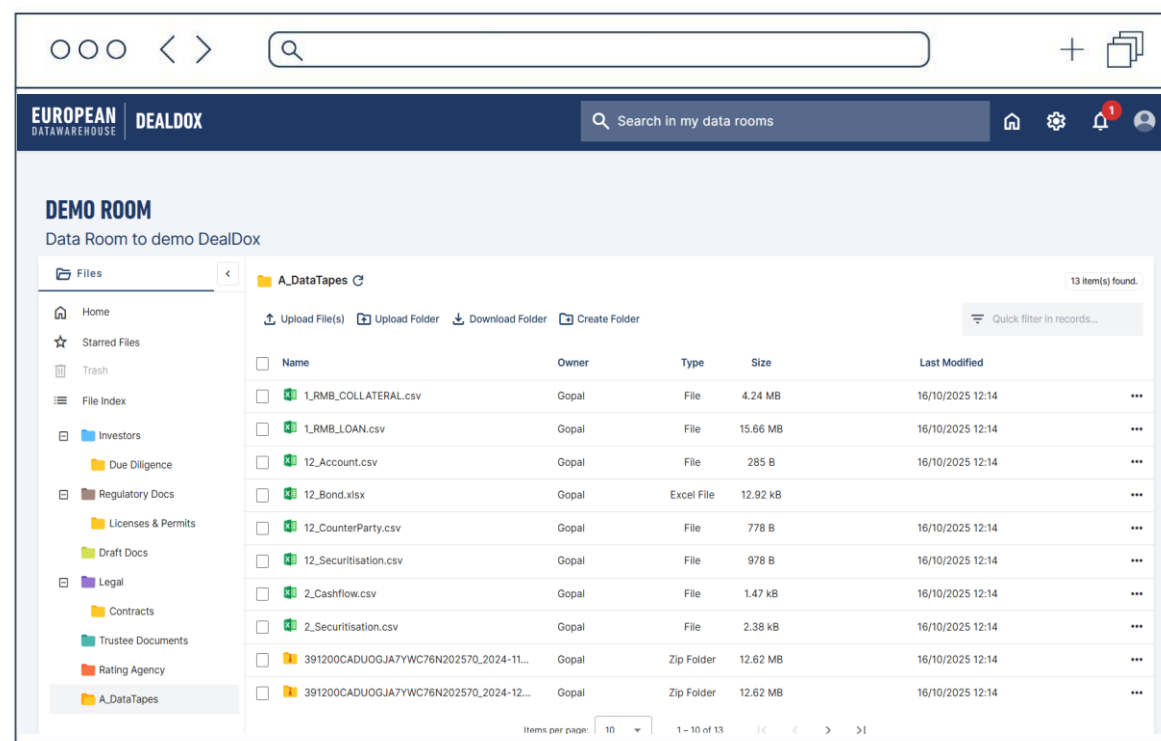 EUROPEAN
DATAWAREHOUSE
DEALDOX
Search in my data rooms
1
DEMO ROOM
Data Room to demo DealDox
Files
Home
Starred Files
Trash
File Index
Investors
Due Diligence
Regulatory Docs
Licenses & Permits
Draft Docs
Legal
Contracts
Trustee Documents
Rating Agency
A_DataTapes
A_DataTapes
13 item(s) found.
Upload File(s) Upload Folder Download Folder Create Folder
Quick filter in records...
Name Owner Type Size Last Modified
1_RMB_COLLATERAL.csv Gopal File 4.24 MB 16/10/2025 12:14
1_RMB_LOAN.csv Gopal File 15.66 MB 16/10/2025 12:14
12_Account.csv Gopal File 285 B 16/10/2025 12:14
12_Bond.xlsx Gopal Excel File 12.92 kB
12_CounterParty.csv Gopal File 778 B 16/10/2025 12:14
12_Securitisation.csv Gopal File 978 B 16/10/2025 12:14
2_Cashflow.csv Gopal File 1.47 kB 16/10/2025 12:14
2_Securitisation.csv Gopal File 2.38 kB 16/10/2025 12:14
391200CADUOGJA7YWC76N202570_2024-11... Gopal Zip Folder 12.62 MB 16/10/2025 12:14
391200CADUOGJA7YWC76N202570_2024-12... Gopal Zip Folder 12.62 MB 16/10/2025 12:14
Items per page: 10 1 – 10 of 13